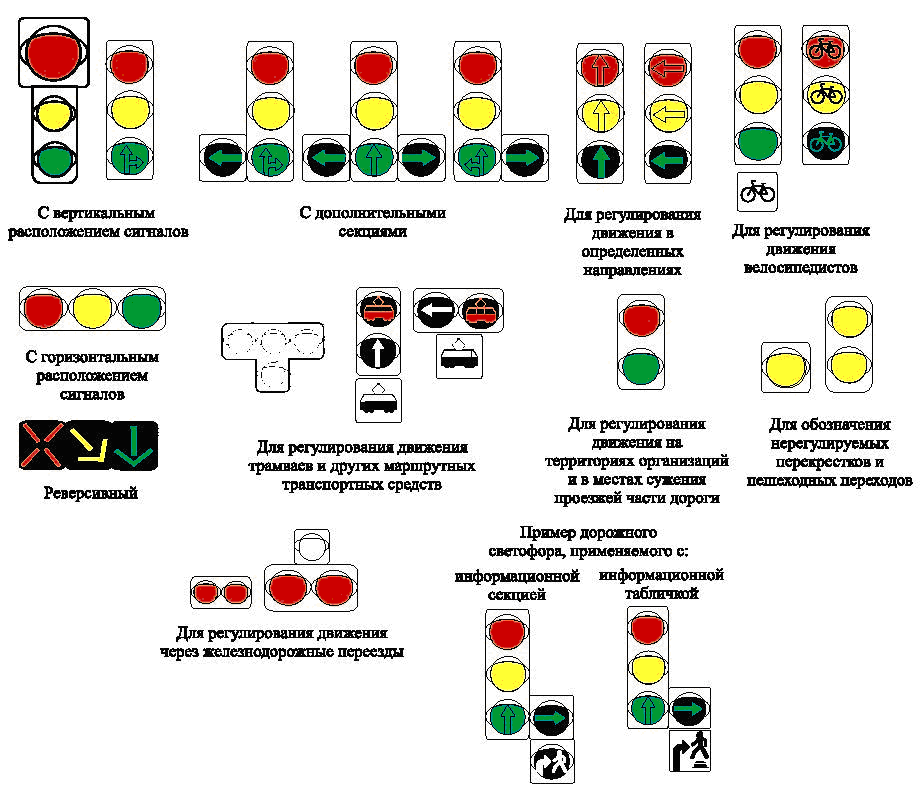 С вертикальным
расположением сигналов
С дополнительными
секциями
Для регулирования
движения в
определенных
направлениях
Для регулирования
движения
велосипедистов
С горизонтальным
расположением
сигналов
Реверсивный
Для регулирования движения
трамваев и других маршрутных
транспортных средств
Для регулирования
движения на
территориях организаций
и в местах сужения
проезжей части дороги
Для обозначения
нерегулируемых
перекрестков и
пешеходных переходов
Для регулирования движения
через железнодорожные переезды
Пример дорожного
светофора, применяемого с:
информационной
секцией
информационной
табличкой